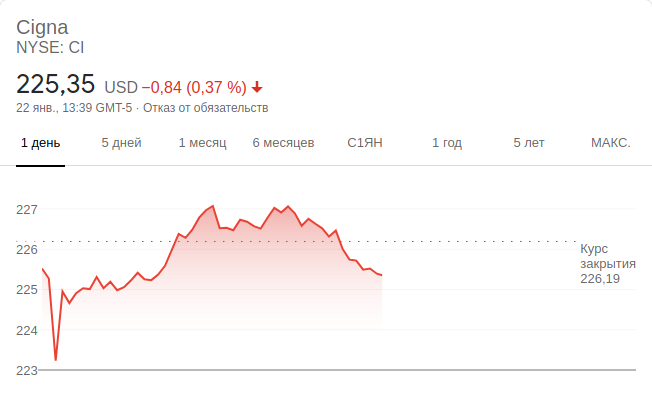 Cigna
NYSE: CI
225,35 USD −0,84 (0,37 %)
22 янв., 13:39 GMT-5 · Отказ от обязательств
1 день 5 дней 1 месяц 6 месяцев С1ЯН 1 год 5 лет МАКС.
227
226
225
224
223
Курс
закрытия
226,19